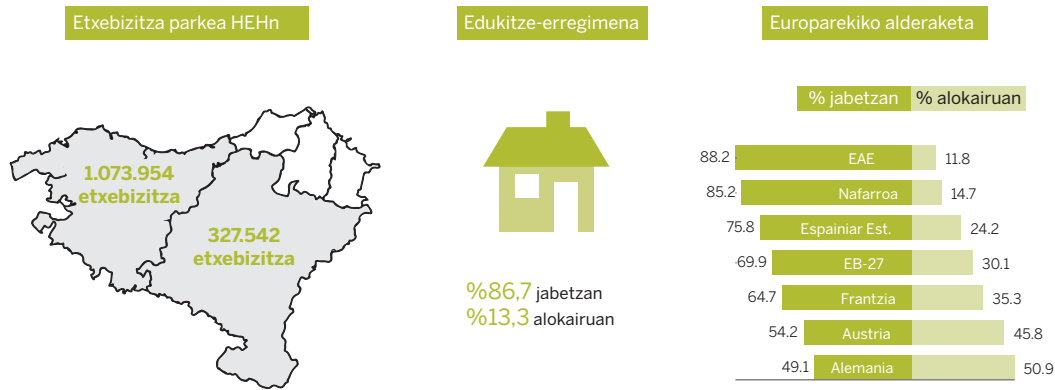 Etxebizitza parkea HEHn
1.073.954
etxebizitza
327.542
etxebizitza
Edukitze-erregimena
%86,7 jabetzan
%13,3 alokairuan
Europarekiko alderaketa
% jabetzan % alokairuan
88.2 EAE 11.8
85.2 Nafarroa 14.7
75.8 Espainiar Est. 24.2
69.9 EB-27 30.1
64.7 Frantzia 35.3
54.2 Austria 45.8
49.1 Alemania 50.9